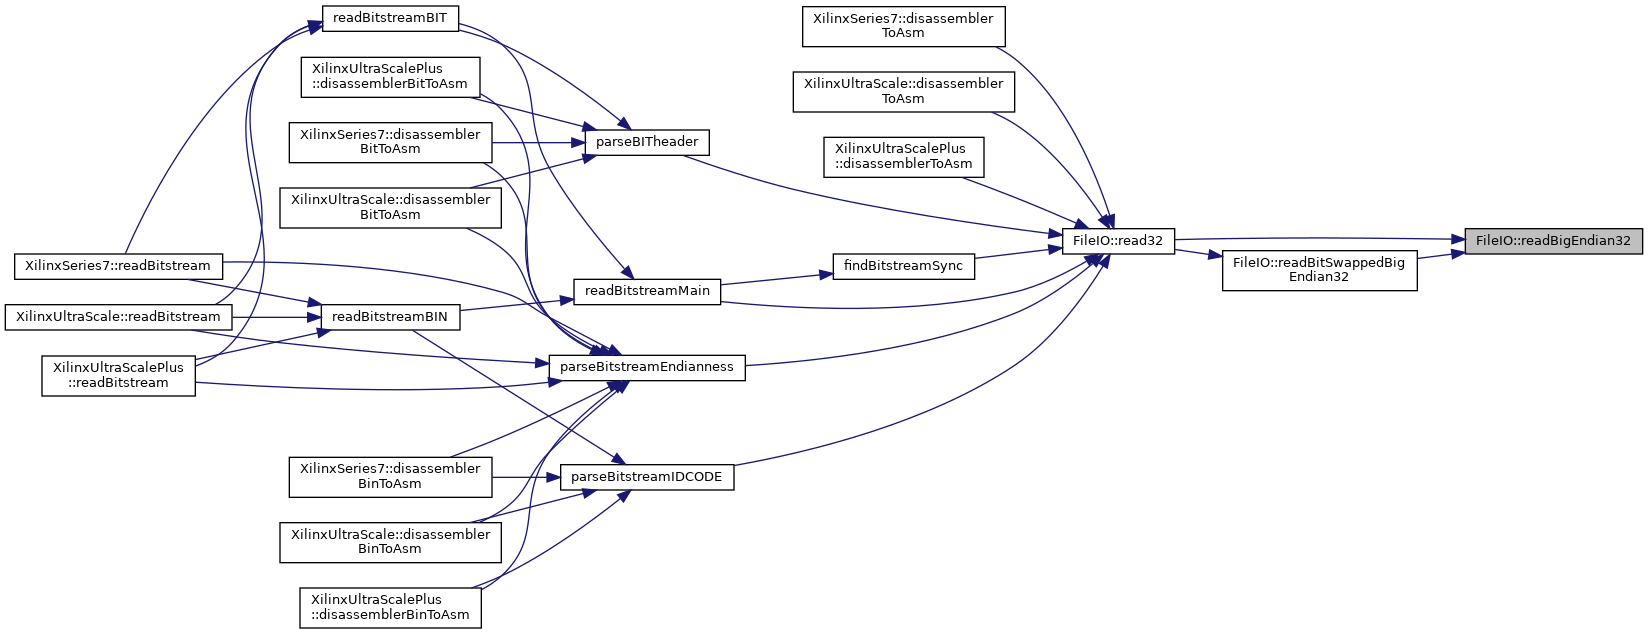 readBitstreamBIT
XilinxSeries7::disassembler
ToAsm
XilinxUltraScalePlus
::disassemblerBitToAsm
XilinxUltraScale::disassembler
ToAsm
XilinxSeries7::disassembler
BitToAsm
parseBITheader
XilinxUltraScalePlus
::disassemblerToAsm
XilinxUltraScale::disassembler
BitToAsm
FileIO::read32
FileIO::readBigEndian32
XilinxSeries7::readBitstream
findBitstreamSync
FileIO::readBitSwappedBig
Endian32
readBitstreamMain
XilinxUltraScale::readBitstream
readBitstreamBIN
XilinxUltraScalePlus
::readBitstream
parseBitstreamEndianness
XilinxSeries7::disassembler
BinToAsm
parseBitstreamIDCODE
XilinxUltraScale::disassembler
BinToAsm
XilinxUltraScalePlus
::disassemblerBinToAsm